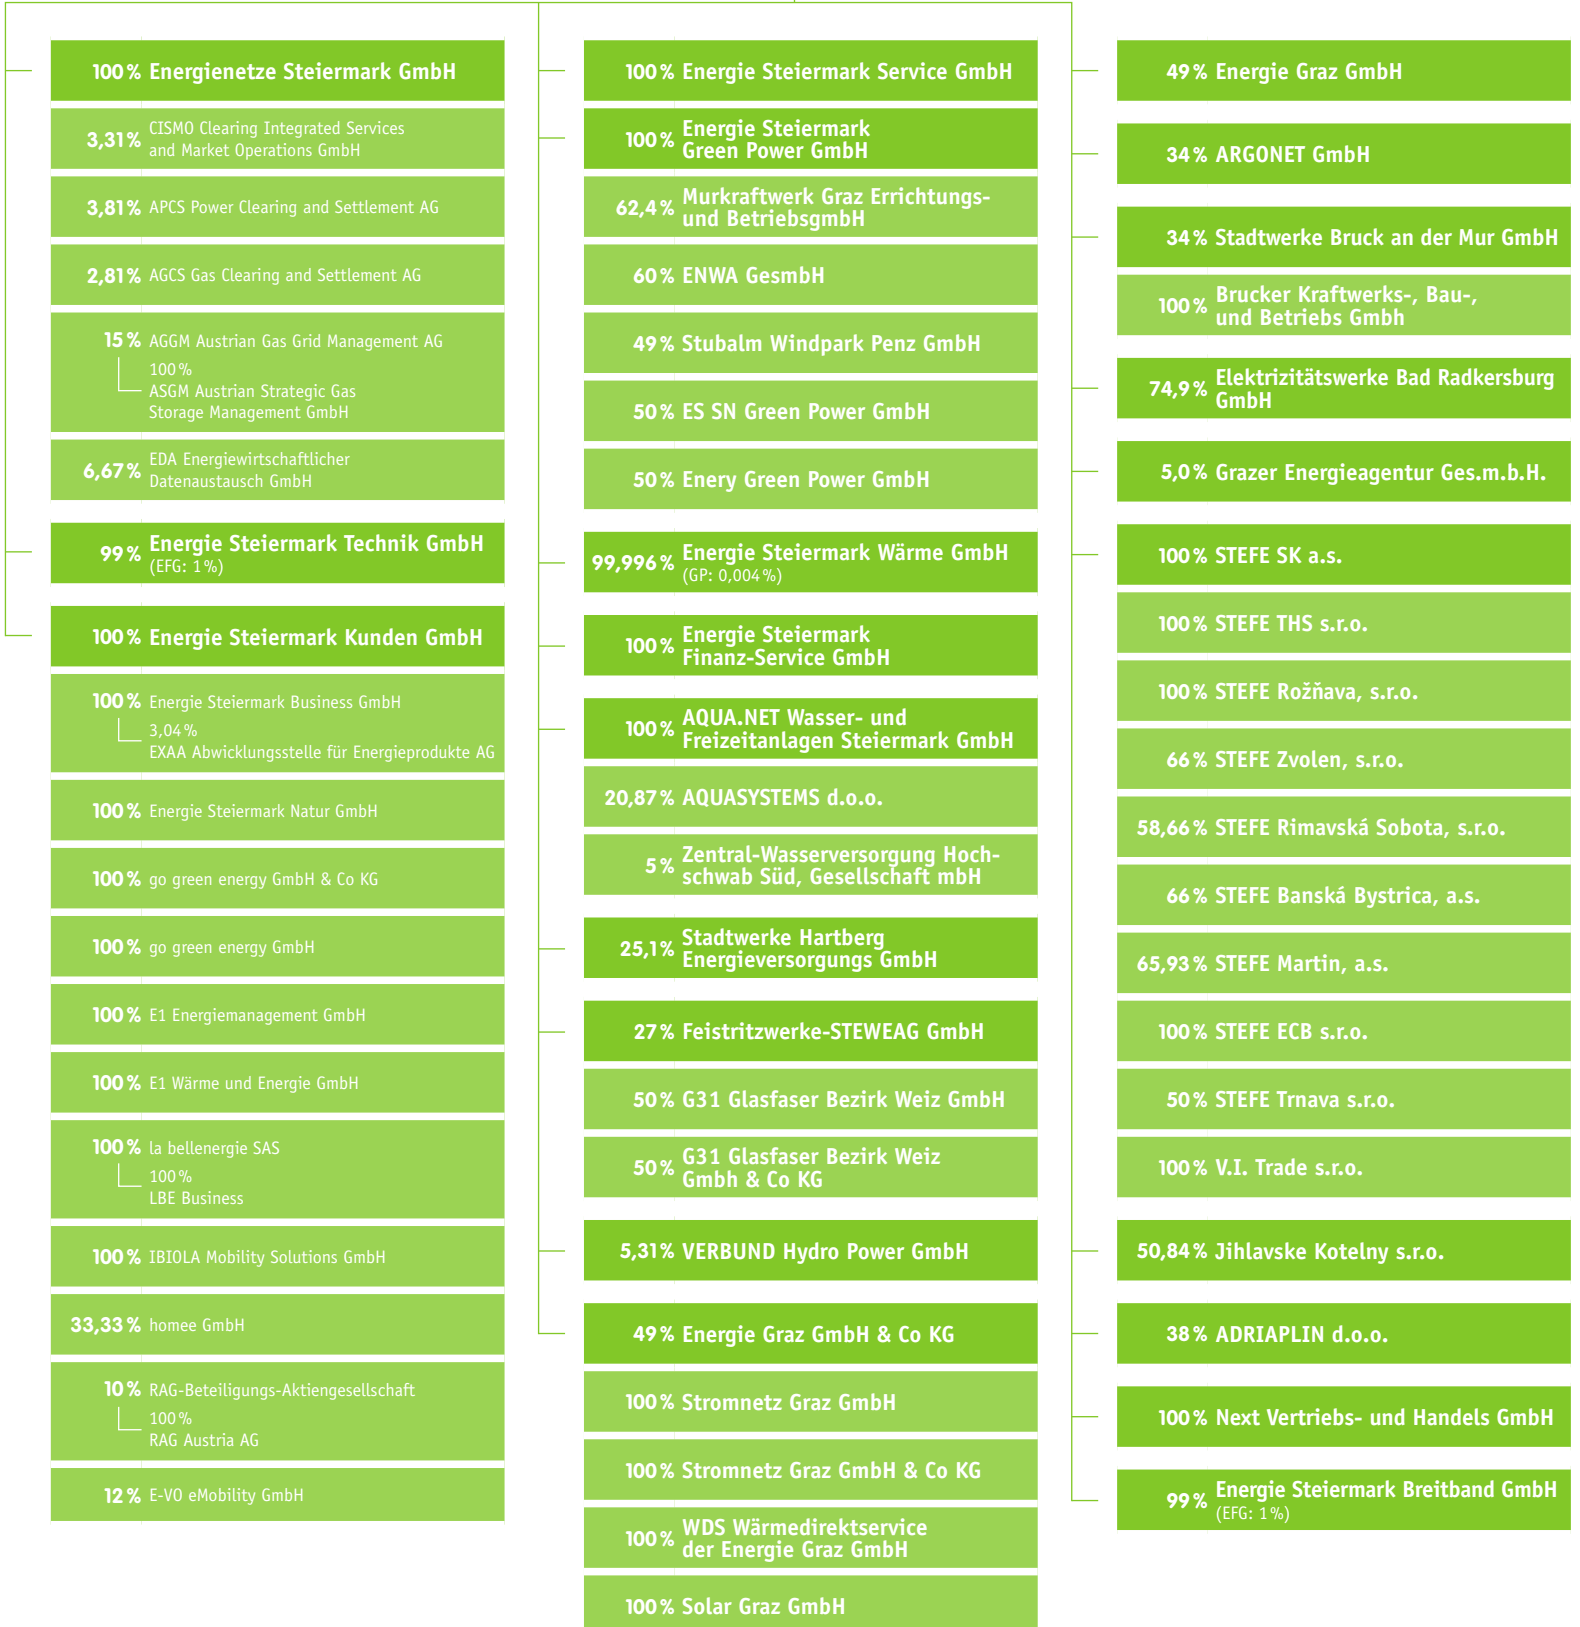 100 % Energienetze Steiermark GmbH
3,31 % CISMO Clearing Integrated Services
and Market Operations GmbH
3,81 % APCS Power Clearing and Settlement AG
2,81 % AGCS Gas Clearing and Settlement AG
15 % AGGM Austrian Gas Grid Management AG
100 %
ASGM Austrian Strategic Gas
Storage Management GmbH
6,67 % EDA Energiewirtschaftlicher
Datenaustausch GmbH
99 % Energie Steiermark Technik GmbH
(EFG: 1 %)
100 % Energie Steiermark Kunden GmbH
100 % Energie Steiermark Business GmbH
3,04 %
EXAA Abwicklungsstelle für Energieprodukte AG
100 % Energie Steiermark Natur GmbH
100 % go green energy GmbH & Co KG
100 % go green energy GmbH
100 % E1 Energiemanagement GmbH
100 % E1 Wärme und Energie GmbH
100 % la bellenergie SAS
100 %
LBE Business
100 % IBIOLA Mobility Solutions GmbH
33,33 % homee GmbH
10 % RAG-Beteiligungs-Aktiengesellschaft
100 %
RAG Austria AG
12 % E-VO eMobility GmbH
100 % Energie Steiermark Service GmbH
100 % Energie Steiermark
Green Power GmbH
62,4 % Murkraftwerk Graz Errichtungs-
und BetriebsgmbH
60 % ENWA GesmbH
49 % Stubalm Windpark Penz GmbH
50 % ES SN Green Power GmbH
50 % Enery Green Power GmbH
99,996 % Energie Steiermark Wärme GmbH
(GP: 0,004 %)
100 % Energie Steiermark
Finanz-Service GmbH
100 % AQUA.NET Wasser- und
Freizeitanlagen Steiermark GmbH
20,87 % AQUASYSTEMS d.o.o.
5 % Zentral-Wasserversorgung Hoch-
schwab Süd, Gesellschaft mbH
25,1 % Stadtwerke Hartberg
Energieversorgungs GmbH
27 % Feistritzwerke-STEWEAG GmbH
50 % G31 Glasfaser Bezirk Weiz GmbH
50 % G31 Glasfaser Bezirk Weiz
Gmbh & Co KG
5,31 % VERBUND Hydro Power GmbH
49 % Energie Graz GmbH & Co KG
100 % Stromnetz Graz GmbH
100 % Stromnetz Graz GmbH & Co KG
100 % WDS Wärmedirektservice
der Energie Graz GmbH
100 % Solar Graz GmbH
49 % Energie Graz GmbH
34 % ARGONET GmbH
34 % Stadtwerke Bruck an der Mur GmbH
100 % Brucker Kraftwerks-, Bau-,
und Betriebs Gmbh
74,9 % Elektrizitätswerke Bad Radkersburg
GmbH
5,0 % Grazer Energieagentur Ges.m.b.H.
100 % STEFE SK a.s.
100 % STEFE THS s.r.o.
100 % STEFE Rožňava, s.r.o.
66 % STEFE Zvolen, s.r.o.
58,66 % STEFE Rimavská Sobota, s.r.o.
66 % STEFE Banská Bystrica, a.s.
65,93 % STEFE Martin, a.s.
100 % STEFE ECB s.r.o.
50 % STEFE Trnava s.r.o.
100 % V.I. Trade s.r.o.
50,84 % Jihlavske Kotelny s.r.o.
38 % ADRIAPLIN d.o.o.
100 % Next Vertriebs- und Handels GmbH
99 % Energie Steiermark Breitband GmbH
(EFG: 1 %)